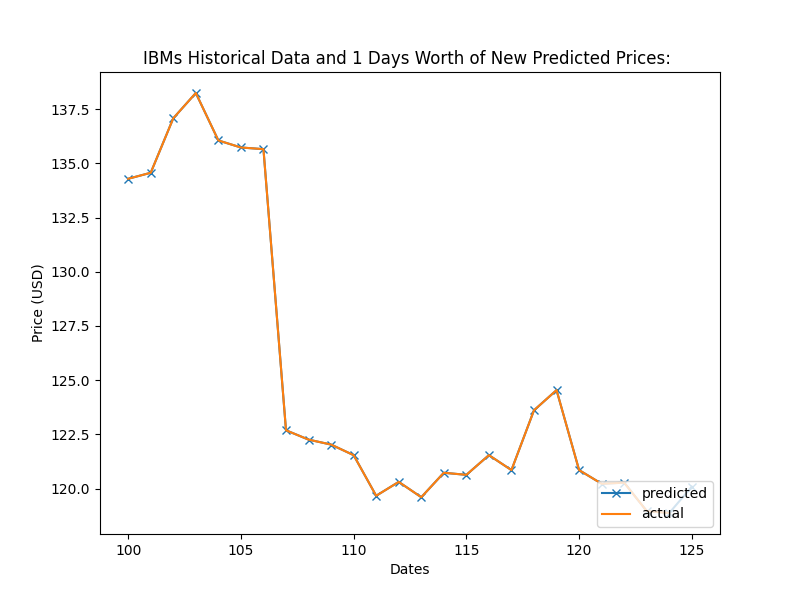 IBMs Historical Data and 1 Days Worth of New Predicted Prices:
137.5
135.0
132.5
130.0
127.5
125.0
122.5
120.0
Price (USD)
predicted
actual
100 105 110 115 120 125
Dates